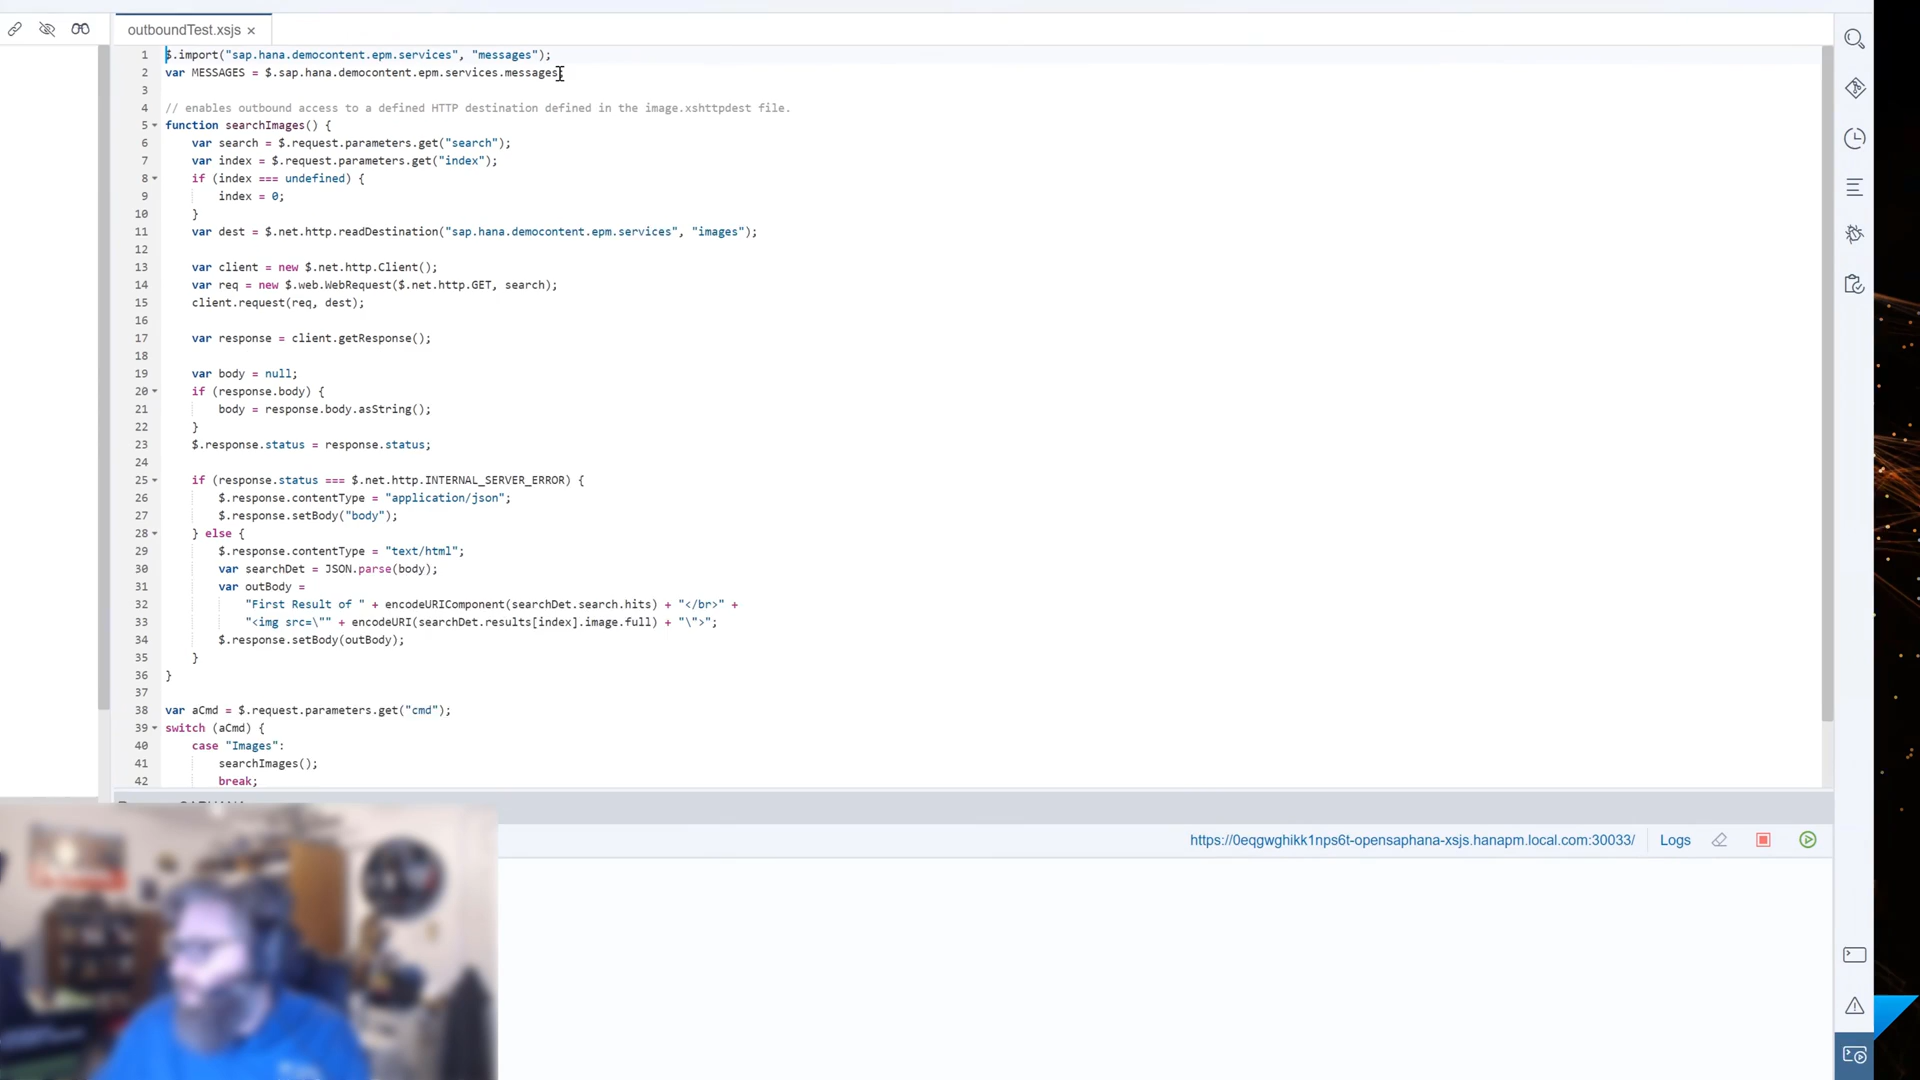 outboundTest.xsjs ×
1 $.import("sap.hana.democontent.epm.services", "messages");
2 var MESSAGES = $.sap.hana.democontent.epm.services.messages;
3
4 // enables outbound access to a defined HTTP destination defined in the image.xshttpdest file.
5 function searchImages() {
6 var search = $.request.parameters.get("search");
7 var index = $.request.parameters.get("index");
8 if (index === undefined) {
9 index = 0;
10 }
11 var dest = $.net.http.readDestination("sap.hana.democontent.epm.services", "images");
12
13 var client = new $.net.http.Client();
14 var req = new $.web.WebRequest($.net.http.GET, search);
15 client.request(req, dest);
16
17 var response = client.getResponse();
18
19 var body = null;
20 if (response.body) {
21 body = response.body.asString();
22 }
23 $.response.status = response.status;
24
25 if (response.status === $.net.http.INTERNAL_SERVER_ERROR) {
26 $.response.contentType = "application/json";
27 $.response.setBody("body");
28 } else {
29 $.response.contentType = "text/html";
30 var searchDet = JSON.parse(body);
31 var outBody =
32 "First Result of " + encodeURIComponent(searchDet.search.hits) + "</br>" +
33 "<img src=\"" + encodeURI(searchDet.results[index].image.full) + "\">";
34 $.response.setBody(outBody);
35 }
36 }
37
38 var aCmd = $.request.parameters.get("cmd");
39 switch (aCmd) {
40 case "Images":
41 searchImages();
42 break;
https://0eqgwghikk1nps6t-opensaphana-xsjs.hanapm.local.com:30033/ Logs